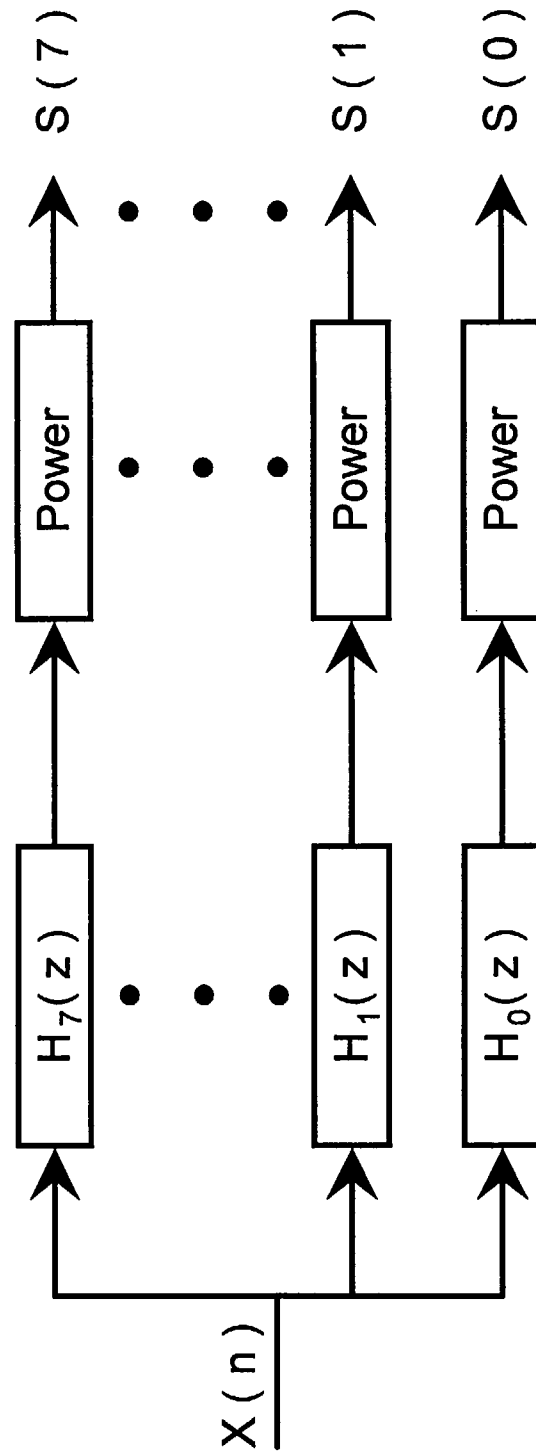 X(n)
H₇(z)
Power
S(7)
H₁(z)
Power
S(1)
H₀(z)
Power
S(0)